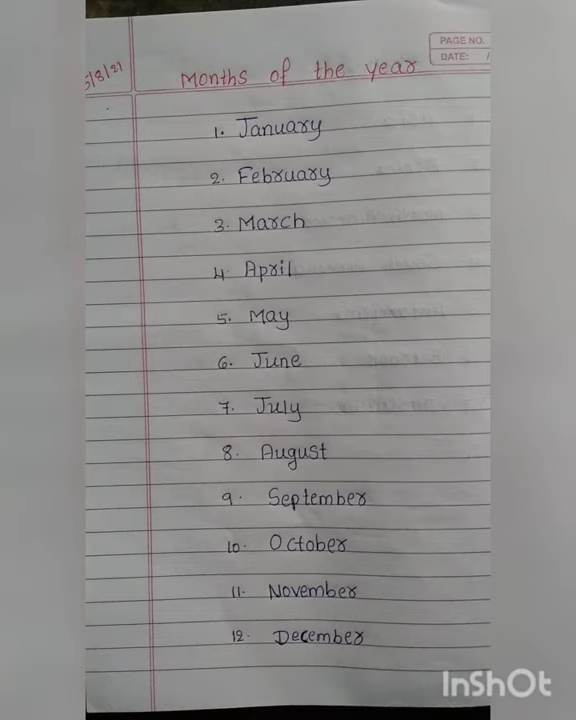 PAGE NO.
DATE: /
5/8/21
Months of the year
1. January
2. February
3. March
4. April
5. May
6. June
7. July
8. August
9. September
10. October
11. November
12. December
InShOt